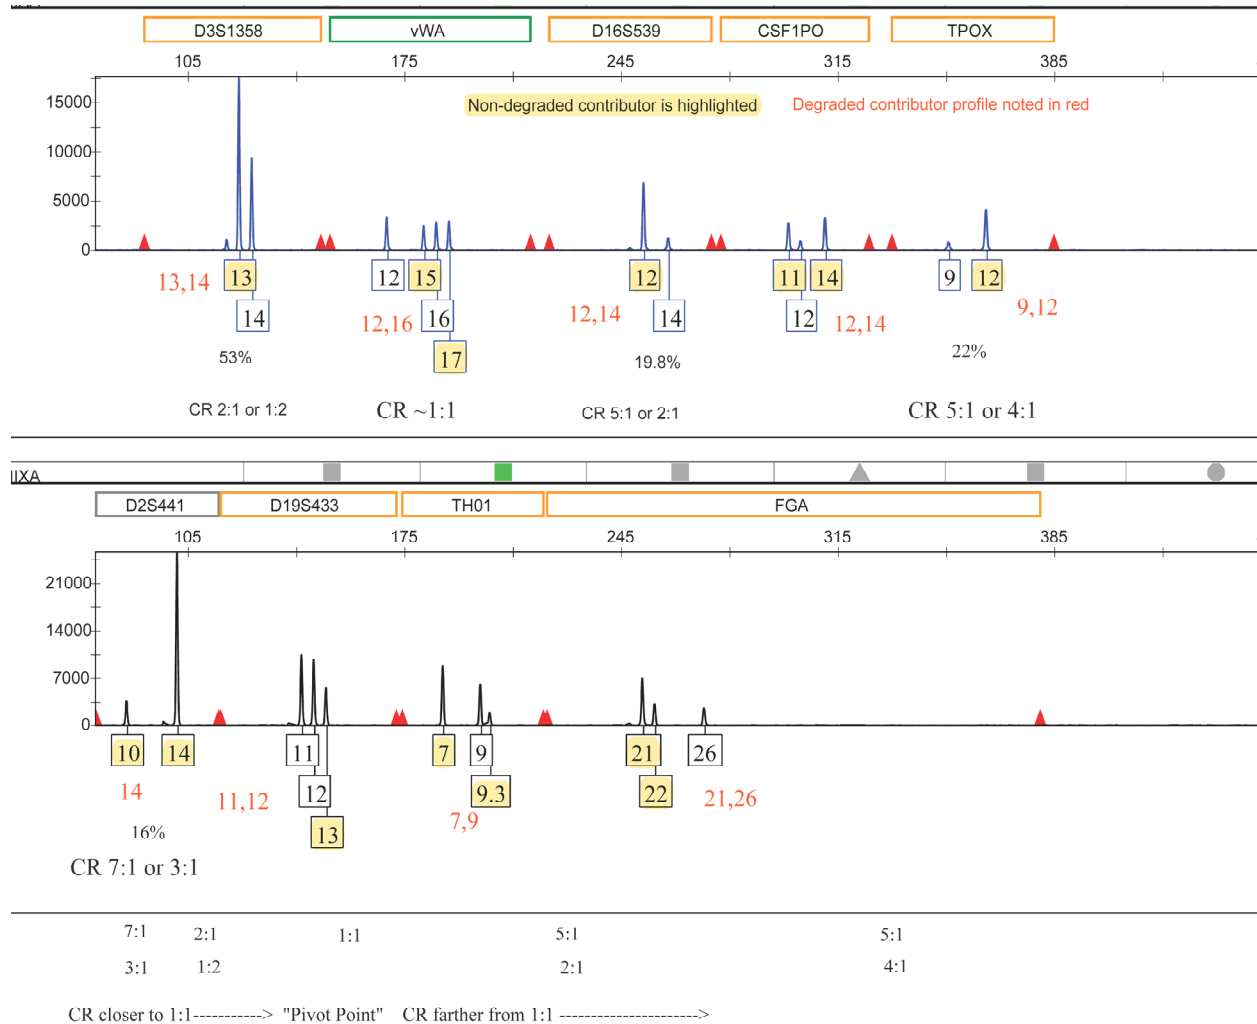 D3S1358 vWA D16S539 CSF1PO TPOX
105 175 245 315 385
Non-degraded contributor is highlighted Degraded contributor profile noted in red
15000
10000
5000
0
13,14 13 12 15 12 11 14 9 12
14 12,16 16 12,14 14 12 12,14 9,12
17
53% 19.8% 22%
CR 2:1 or 1:2 CR ~1:1 CR 5:1 or 2:1 CR 5:1 or 4:1
D2S441 D19S433 TH01 FGA
105 175 245 315 385
21000
14000
7000
0
10 14 11 7 9 21 26
14 11,12 12 9.3 22 21,26
7,9
16% 13
CR 7:1 or 3:1
7:1 2:1 1:1 5:1 5:1
3:1 1:2 2:1 4:1
CR closer to 1:1-----------> "Pivot Point" CR farther from 1:1 ---------------------->